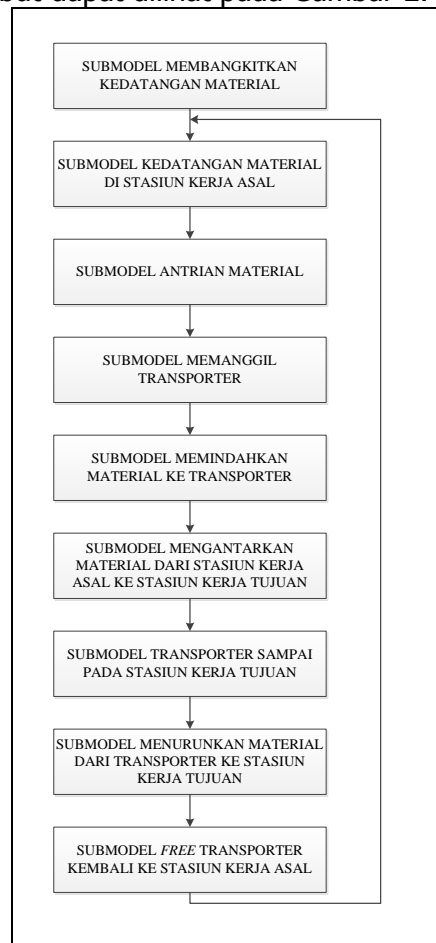 dapat dilihat pada Gambar 2.
SUBMODEL MEMBANGKITKAN
KEDATANGAN MATERIAL
SUBMODEL KEDATANGAN MATERIAL
DI STASIUN KERJA ASAL
SUBMODEL ANTRIAN MATERIAL
SUBMODEL MEMANGGIL
TRANSPORTER
SUBMODEL MEMINDAHKAN
MATERIAL KE TRANSPORTER
SUBMODEL MENGANTARKAN
MATERIAL DARI STASIUN KERJA
ASAL KE STASIUN KERJA TUJUAN
SUBMODEL TRANSPORTER SAMPAI
PADA STASIUN KERJA TUJUAN
SUBMODEL MENURUNKAN MATERIAL
DARI TRANSPORTER KE STASIUN
KERJA TUJUAN
SUBMODEL FREE TRANSPORTER
KEMBALI KE STASIUN KERJA ASAL